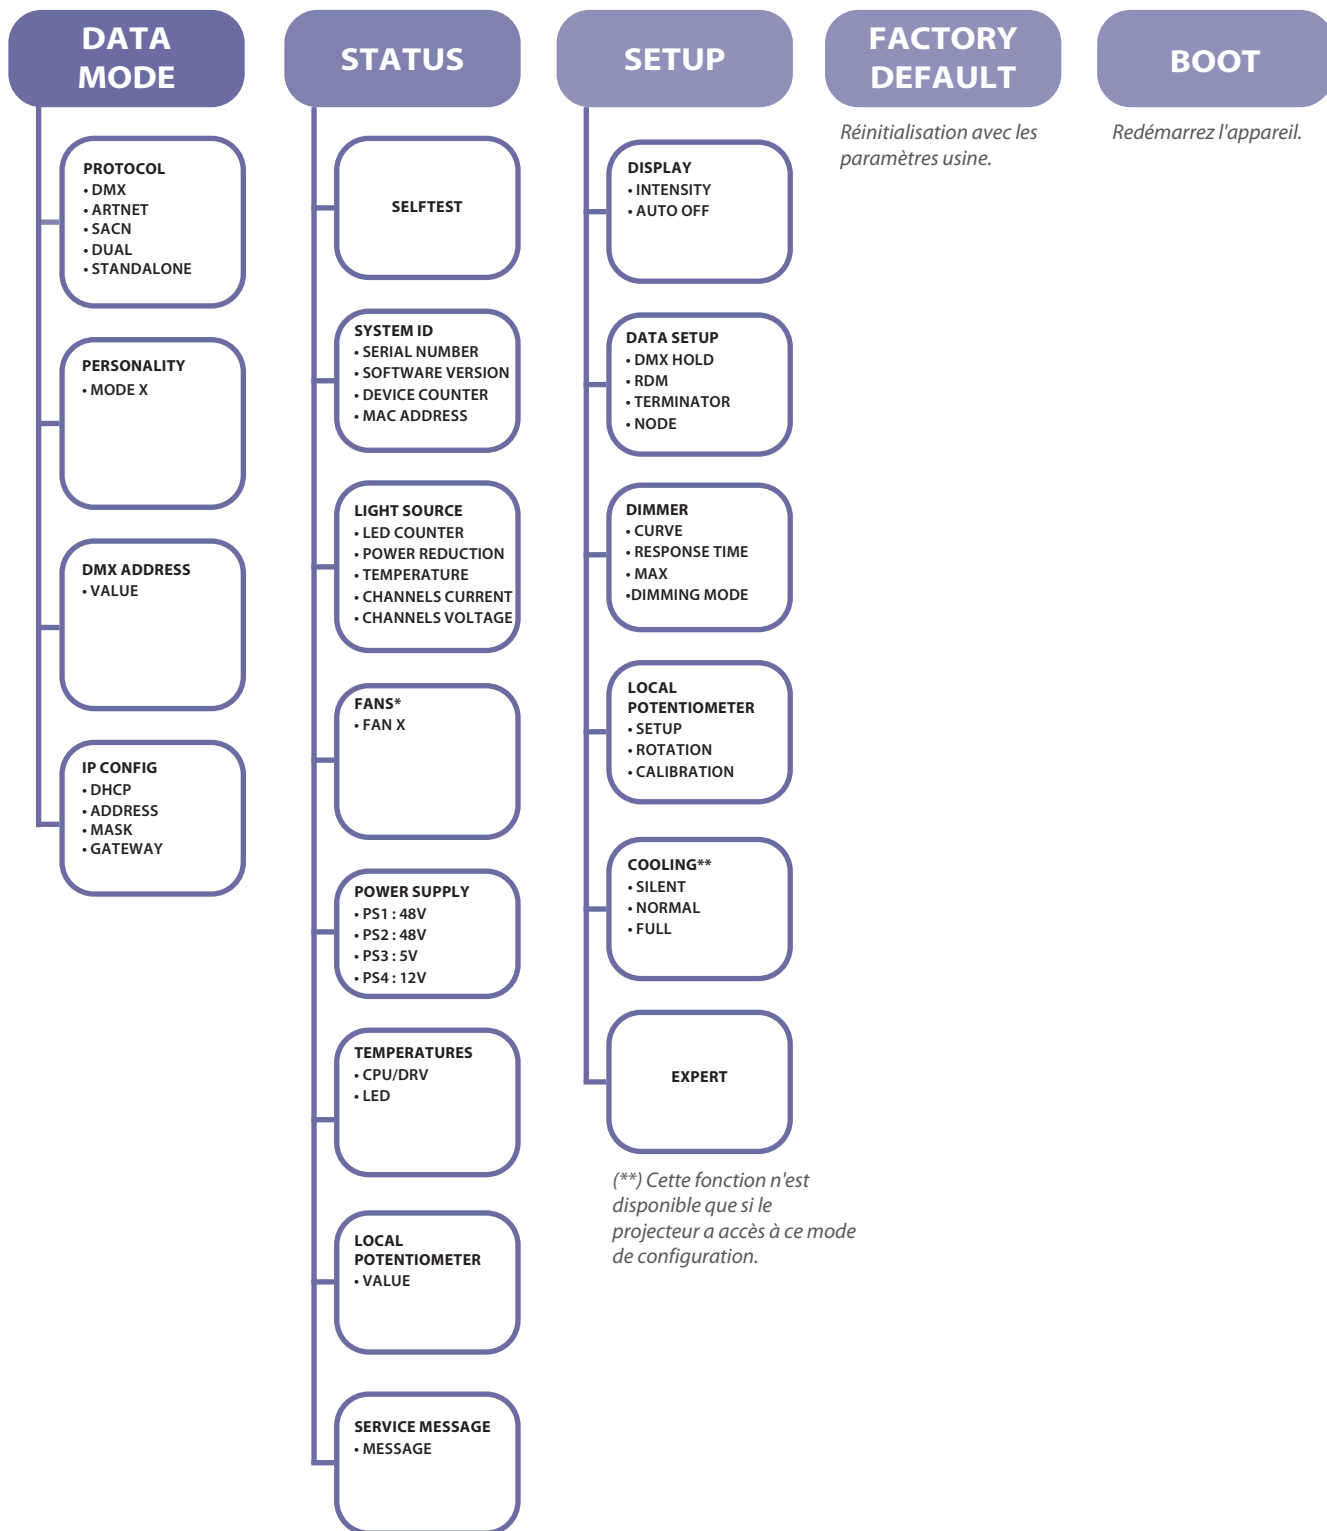 DATA
MODE
PROTOCOL
• DMX
• ARTNET
• SACN
• DUAL
• STANDALONE
PERSONALITY
• MODE X
DMX ADDRESS
• VALUE
IP CONFIG
• DHCP
• ADDRESS
• MASK
• GATEWAY
STATUS
SELFTEST
SYSTEM ID
• SERIAL NUMBER
• SOFTWARE VERSION
• DEVICE COUNTER
• MAC ADDRESS
LIGHT SOURCE
• LED COUNTER
• POWER REDUCTION
• TEMPERATURE
• CHANNELS CURRENT
• CHANNELS VOLTAGE
FANS*
• FAN X
POWER SUPPLY
• PS1 : 48V
• PS2 : 48V
• PS3 : 5V
• PS4 : 12V
TEMPERATURES
• CPU/DRV
• LED
LOCAL
POTENTIOMETER
• VALUE
SERVICE MESSAGE
• MESSAGE
SETUP
DISPLAY
• INTENSITY
• AUTO OFF
DATA SETUP
• DMX HOLD
• RDM
• TERMINATOR
• NODE
DIMMER
• CURVE
• RESPONSE TIME
• MAX
•DIMMING MODE
LOCAL
POTENTIOMETER
• SETUP
• ROTATION
• CALIBRATION
COOLING**
• SILENT
• NORMAL
• FULL
EXPERT
(**) Cette fonction n'est
disponible que si le
projecteur a accès à ce mode
de configuration.
FACTORY
DEFAULT
Réinitialisation avec les
paramètres usine.
BOOT
Redémarrez l'appareil.